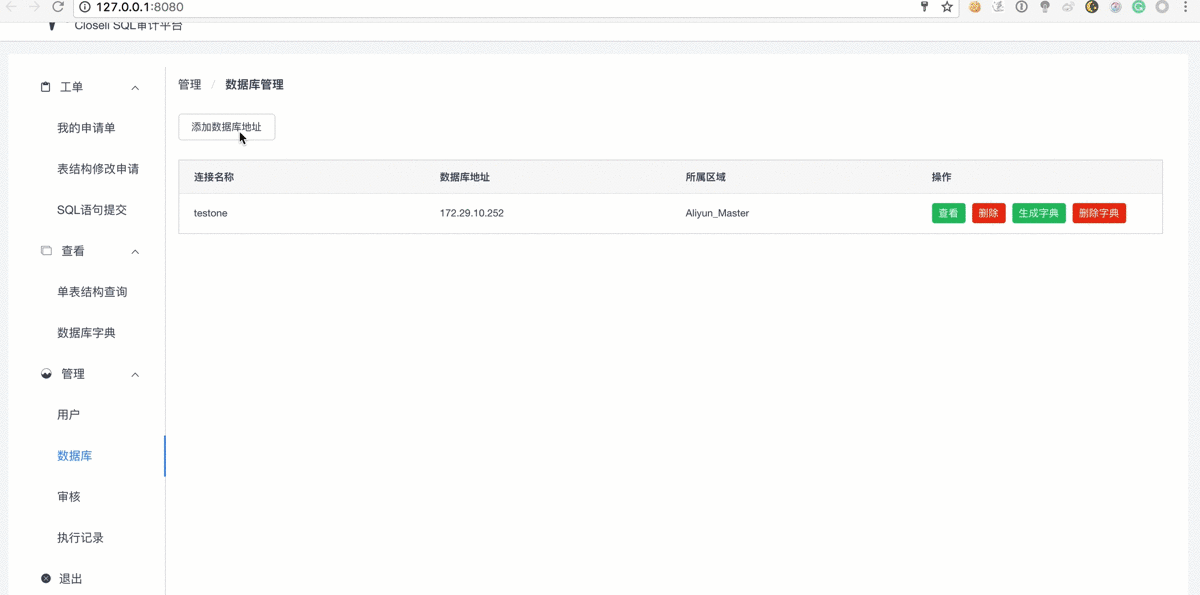 127.0.0.1:8080
Closeli SQL审计平台
工单
我的申请单
表结构修改申请
SQL语句提交
查看
单表结构查询
数据库字典
管理
用户
数据库
审核
执行记录
退出
管理 / 数据库管理
添加数据库地址
连接名称 数据库地址 所属区域 操作
testone 172.29.10.252 Aliyun_Master 查看 删除 生成字典 删除字典